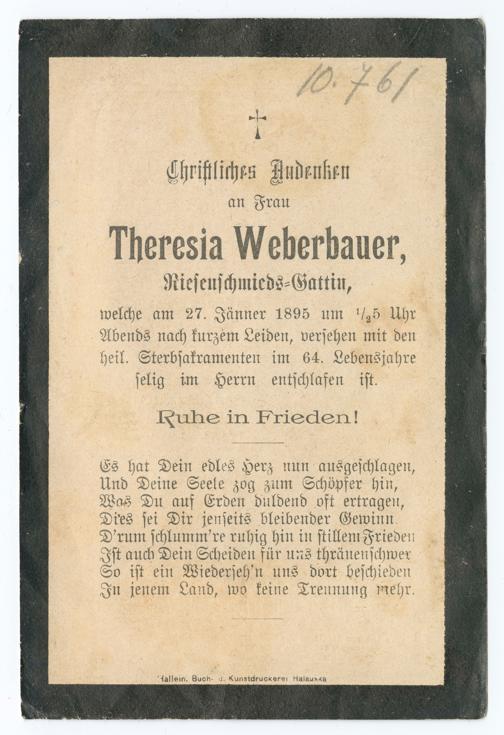 10.761
Christliches Andenken
an Frau
Theresia Weberbauer,
Riesenschmieds-Gattin,
welche am 27. Jänner 1895 um 1/25 Uhr
Abends nach kurzem Leiden, versehen mit den
heil. Sterbsakramenten im 64. Lebensjahre
selig im Herrn entschlafen ist.
Ruhe in Frieden!
Es hat Dein edles Herz nun ausgeschlagen,
Und Deine Seele zog zum Schöpfer hin,
Was Du auf Erden duldend oft ertragen,
Dies sei Dir jenseits bleibender Gewinn.
D'rum schlumm're ruhig hin in stillem Frieden
Ist auch Dein Scheiden für uns thränenschwer
So ist ein Wiederseh'n uns dort beschieden
In jenem Land, wo keine Trennung mehr.
Hallein, Buch- u. Kunstdruckerei